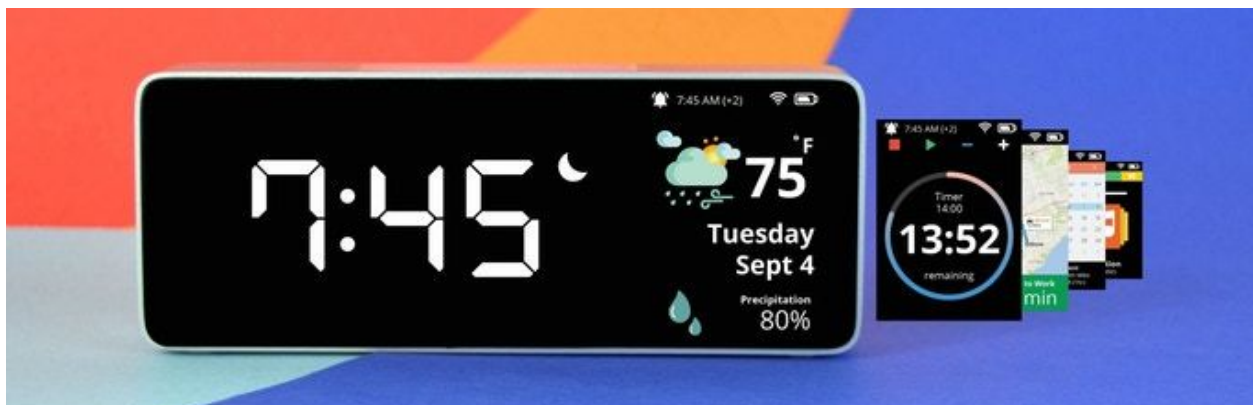 7:45 AM (+2)
7:45
°F
75
Tuesday
Sept 4
Precipitation
80%
7:45 AM (+2)
Timer
14:00
13:52
remaining
to Work
min